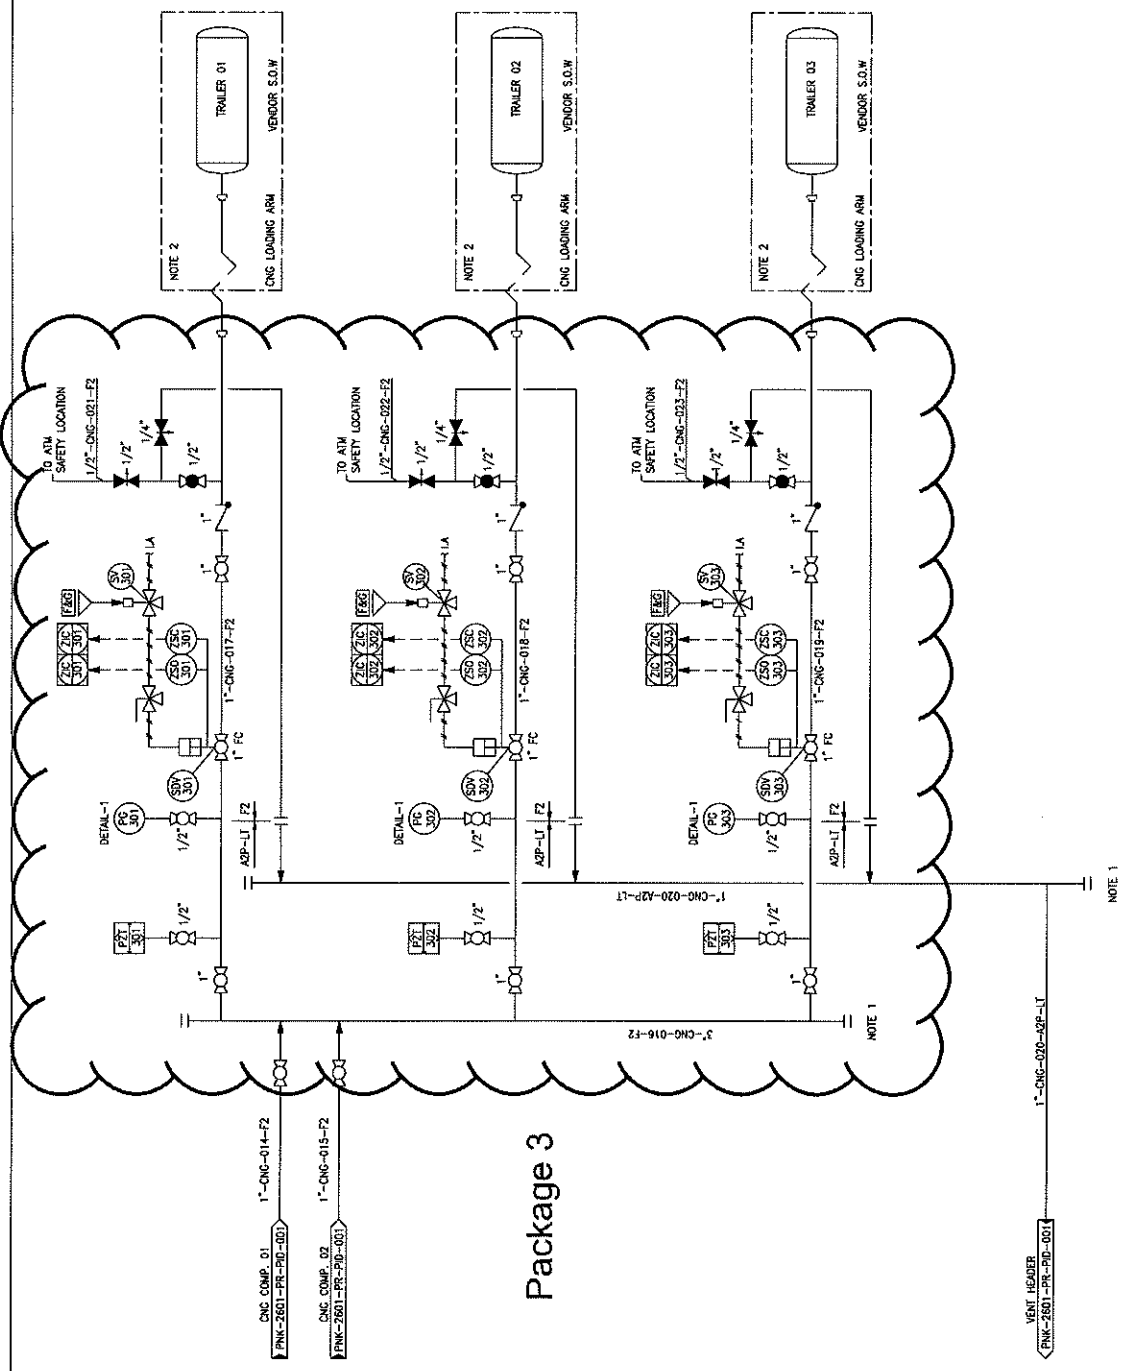 TRAILER 01
VENDOR S.O.W
NOTE 2
CNG LOADING ARM
TRAILER 02
VENDOR S.O.W
NOTE 2
CNG LOADING ARM
TRAILER 03
VENDOR S.O.W
NOTE 2
CNG LOADING ARM
TO ATM
SAFETY LOCATION
1/2"-CNG-021-F2
1/2"
1/4"
1/2"
1"
1"
I.A
SV
301
F&G
ZIC
301
ZIC
301
ZSO
301
ZSC
301
1"-CNG-017-F2
1" FC
SDV
301
DETAIL-1
PG
301
1/2"
A2P-LT
F2
PZT
301
1/2"
1"
TO ATM
SAFETY LOCATION
1/2"-CNG-022-F2
1/2"
1/4"
1/2"
1"
1"
I.A
SV
302
F&G
ZIC
302
ZIC
302
ZSO
302
ZSC
302
1"-CNG-018-F2
1" FC
SDV
302
DETAIL-1
PG
302
1/2"
A2P-LT
F2
PZT
302
1/2"
1"
TO ATM
SAFETY LOCATION
1/2"-CNG-023-F2
1/2"
1/4"
1/2"
1"
1"
I.A
SV
303
F&G
ZIC
303
ZIC
303
ZSO
303
ZSC
303
1"-CNG-019-F2
1" FC
SDV
303
DETAIL-1
PG
303
1/2"
A2P-LT
F2
PZT
303
1/2"
1"
1"-CNG-020-A2P-LT
NOTE 1
3"-CNG-016-F2
NOTE 1
CNG COMP. 01
PNK-2601-PR-PID-001
1"-CNG-014-F2
CNG COMP. 02
PNK-2601-PR-PID-001
1"-CNG-015-F2
Package 3
VENT HEADER
PNK-2601-PR-PID-001
1"-CNG-020-A2P-LT